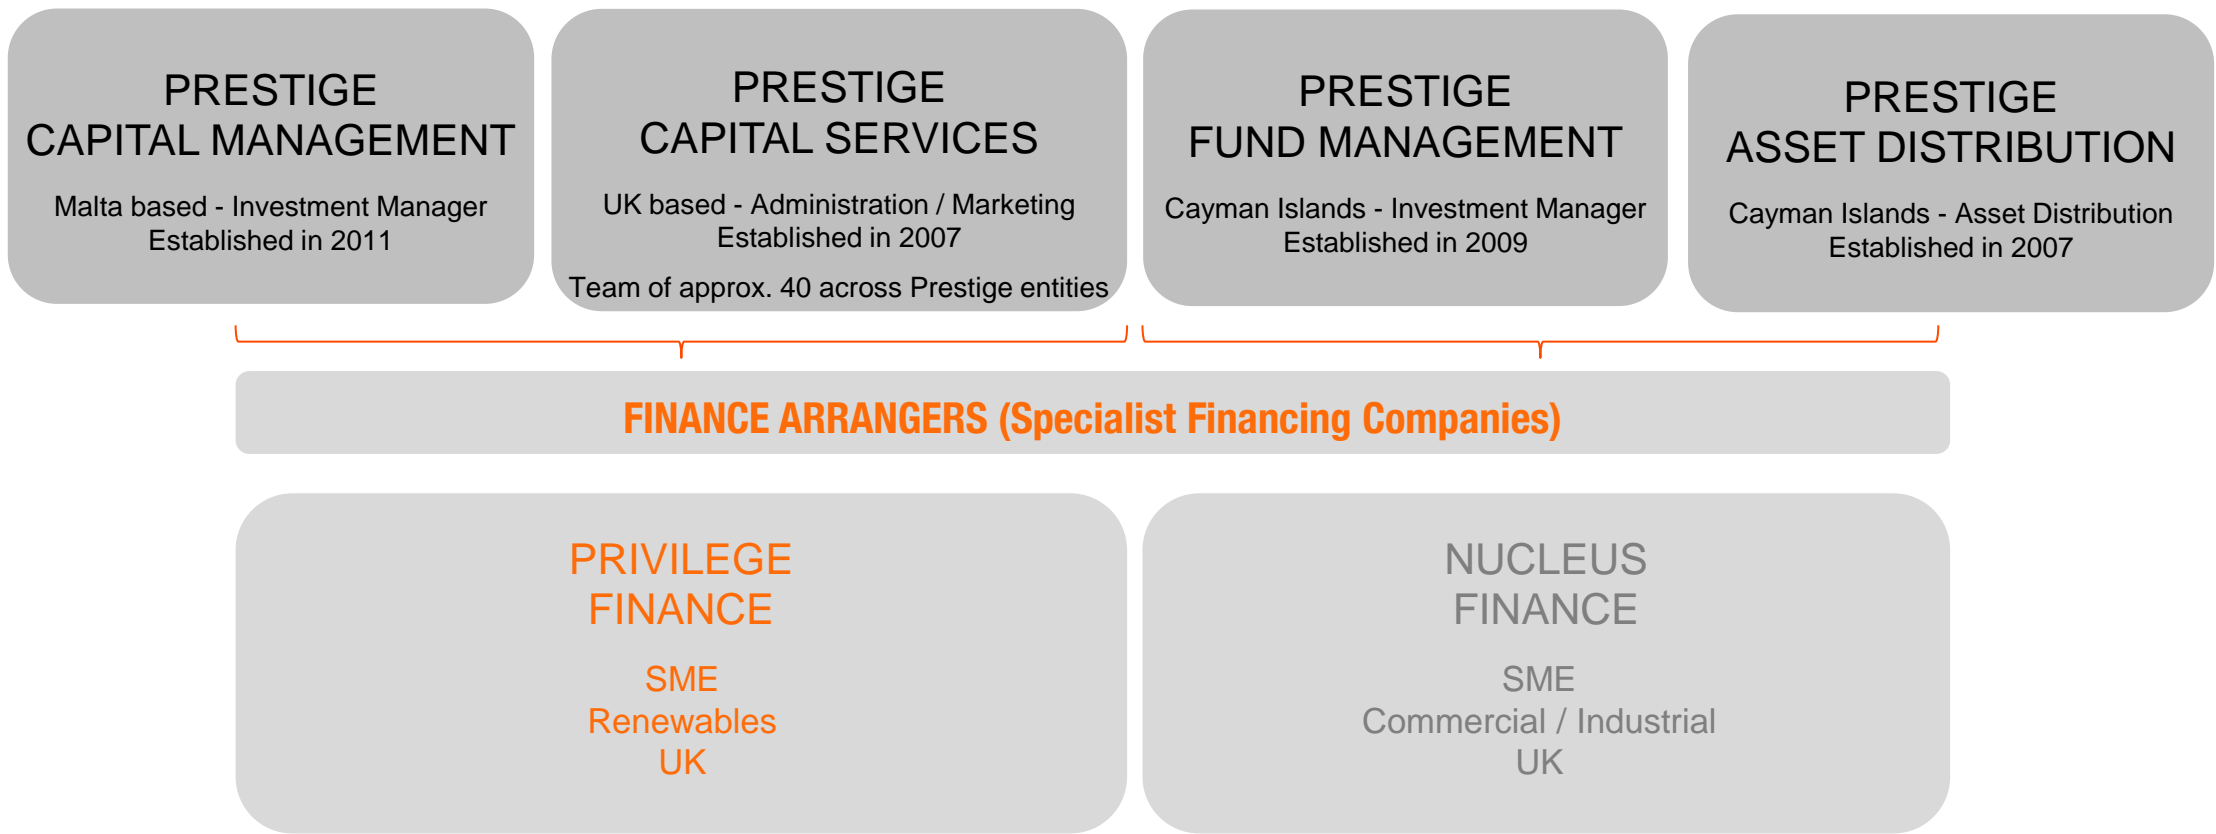 PRESTIGE
CAPITAL MANAGEMENT
Malta based - Investment Manager
Established in 2011
PRESTIGE
CAPITAL SERVICES
UK based - Administration / Marketing
Established in 2007
Team of approx. 40 across Prestige entities
PRESTIGE
FUND MANAGEMENT
Cayman Islands - Investment Manager
Established in 2009
PRESTIGE
ASSET DISTRIBUTION
Cayman Islands - Asset Distribution
Established in 2007
FINANCE ARRANGERS (Specialist Financing Companies)
PRIVILEGE
FINANCE
SME
Renewables
UK
NUCLEUS
FINANCE
SME
Commercial / Industrial
UK